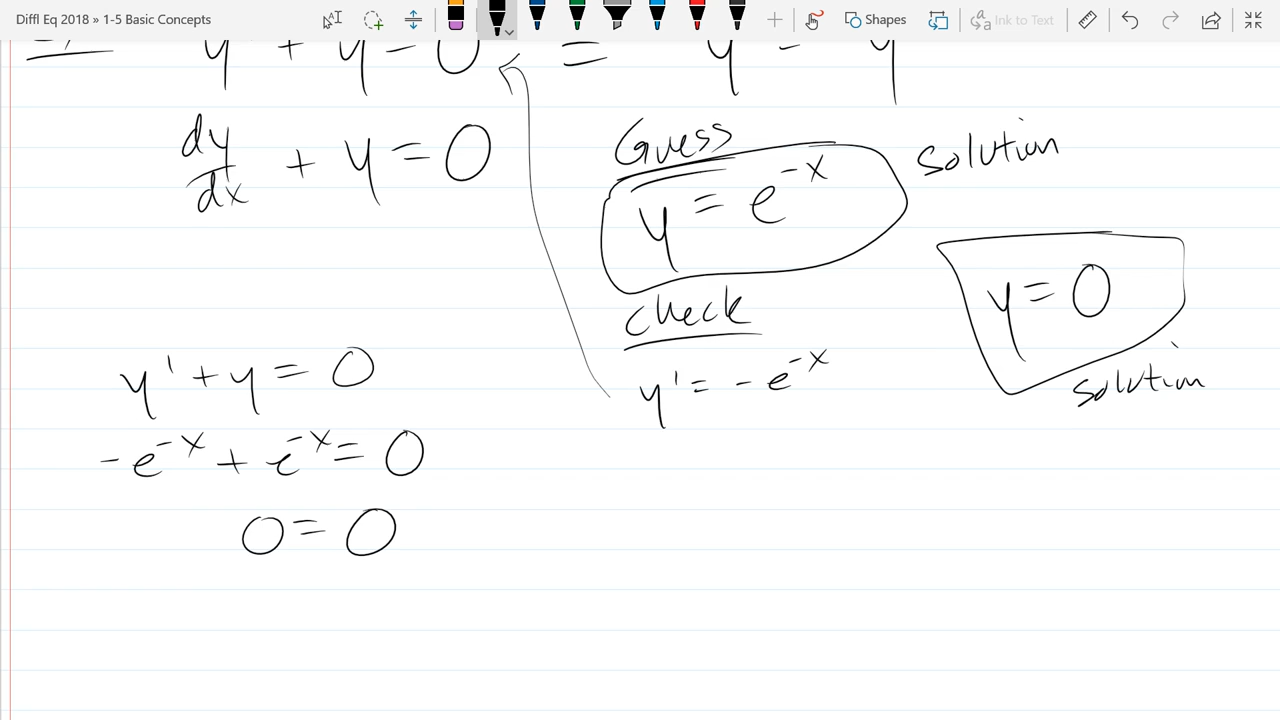 Diffl Eq 2018 » 1-5 Basic Concepts
Shapes
Ink to Text
y + y = 0 = y = y
dy/dx + y = 0
Guess
y = e^-x
solution
check
y' = -e^-x
y = 0
solution
y' + y = 0
-e^-x + e^-x = 0
0 = 0